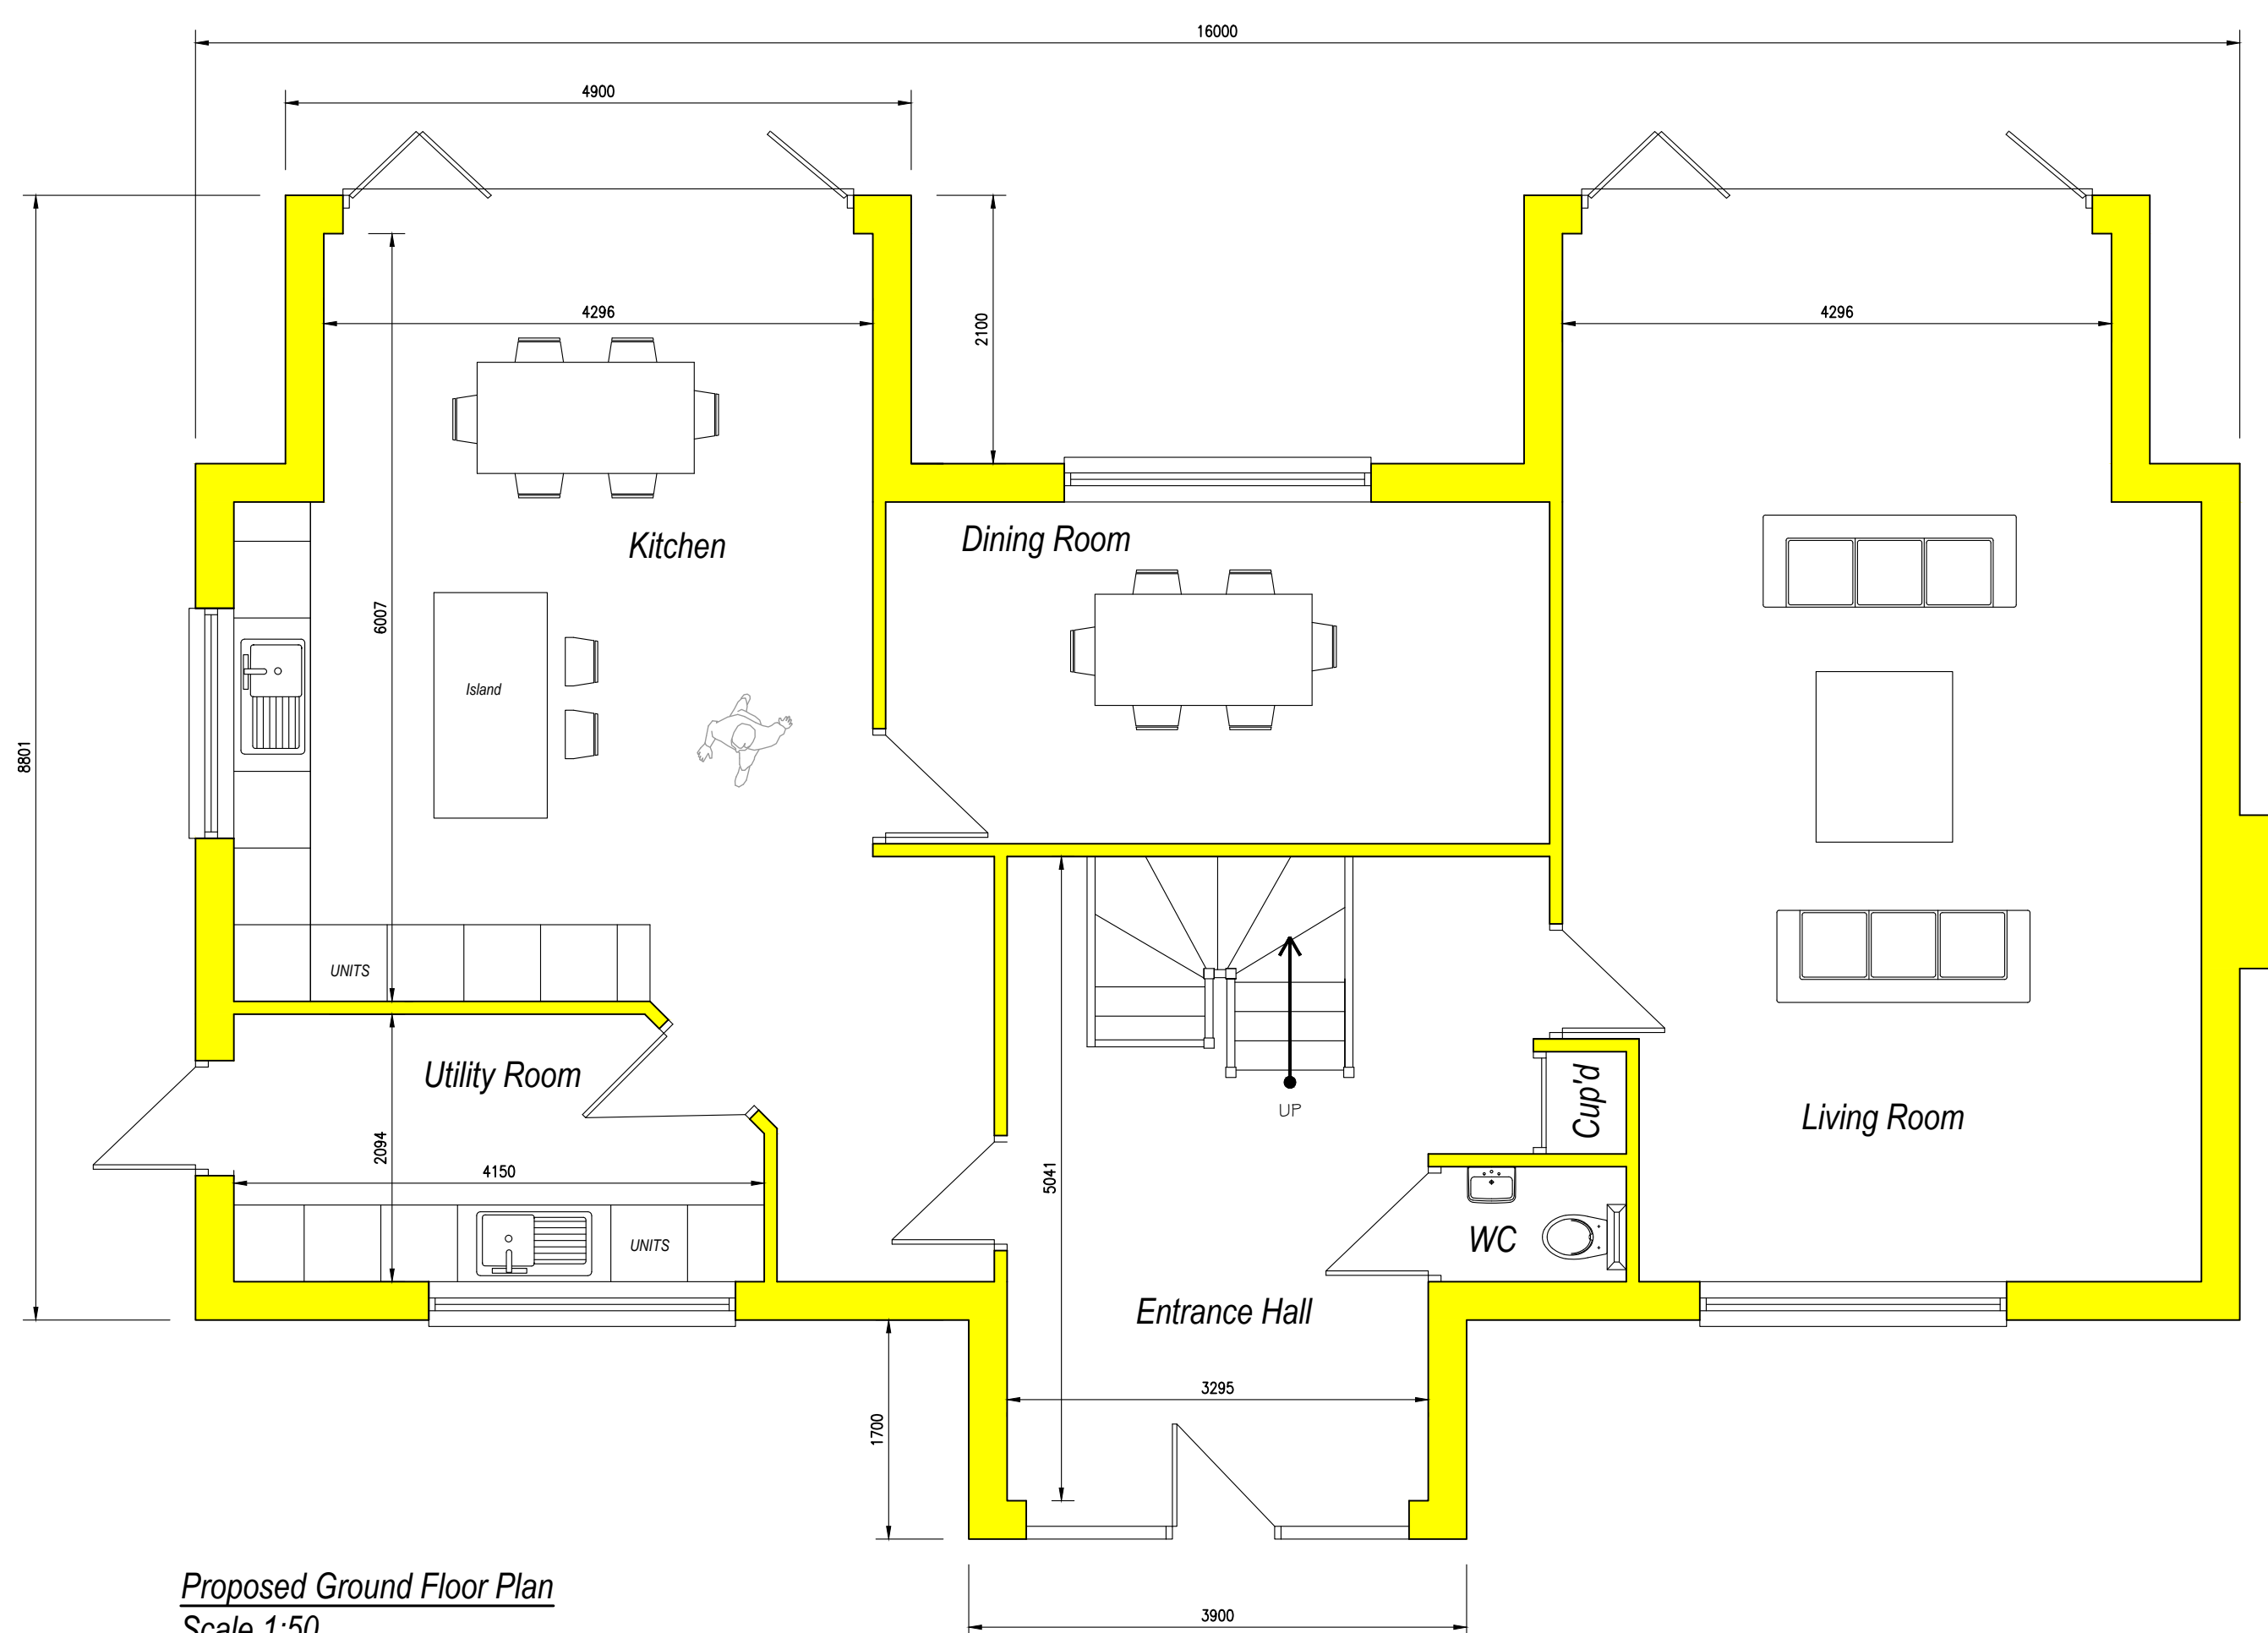 16000
4900
4296
2100
4296
Kitchen
Dining Room
6007
Island
8801
UNITS
UP
Utility Room
Cup'd
Living Room
2094
4150
5041
UNITS
WC
Entrance Hall
3295
1700
Proposed Ground Floor Plan
Scale 1:50
3900